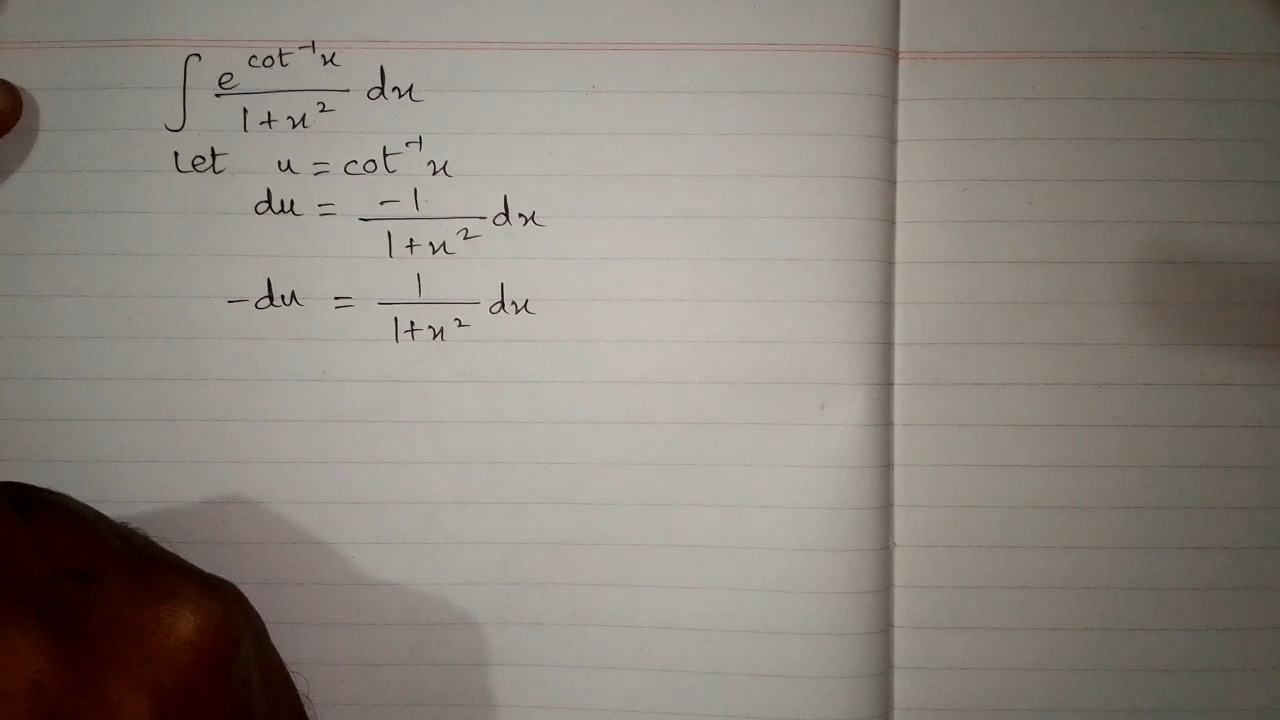 ∫ e^(cot⁻¹x) / (1+x²) dx
Let u = cot⁻¹x
du = -1/(1+x²) dx
-du = 1/(1+x²) dx